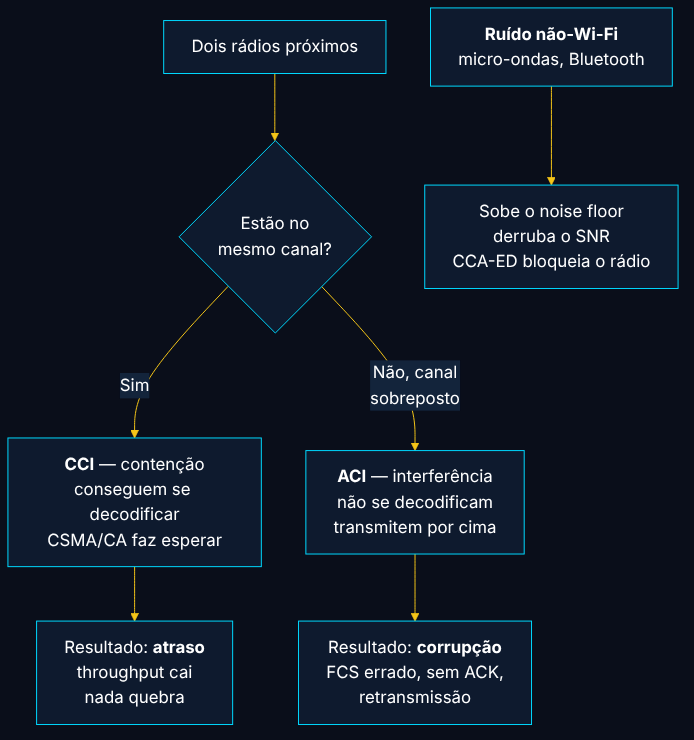 Dois rádios próximos
Ruído não-Wi-Fi
micro-ondas, Bluetooth
Estão no
mesmo canal?
Sobe o noise floor
derruba o SNR
CCA-ED bloqueia o rádio
Sim
Não, canal
sobreposto
CCI — contenção
conseguem se
decodificar
CSMA/CA faz esperar
ACI — interferência
não se decodificam
transmitem por cima
Resultado: atraso
throughput cai
nada quebra
Resultado: corrupção
FCS errado, sem ACK,
retransmissão